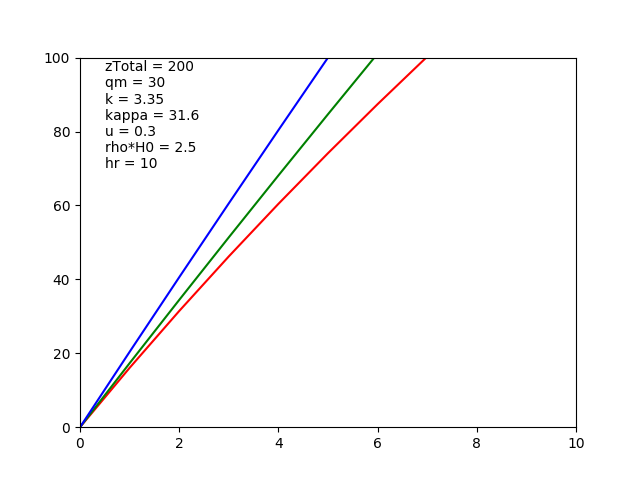 100
80
60
40
20
0
zTotal = 200
qm = 30
k = 3.35
kappa = 31.6
u = 0.3
rho*H0 = 2.5
hr = 10
0 2 4 6 8 10